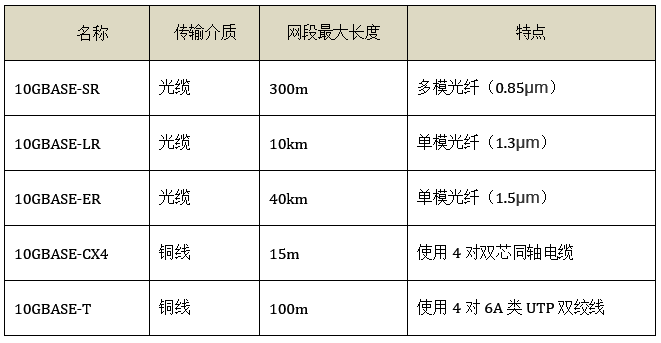 名称 传输介质 网段最大长度 特点
10GBASE-SR 光缆 300m 多模光纤（0.85μm）
10GBASE-LR 光缆 10km 单模光纤（1.3μm）
10GBASE-ER 光缆 40km 单模光纤（1.5μm）
10GBASE-CX4 铜线 15m 使用 4 对双芯同轴电缆
10GBASE-T 铜线 100m 使用 4 对 6A 类 UTP 双绞线